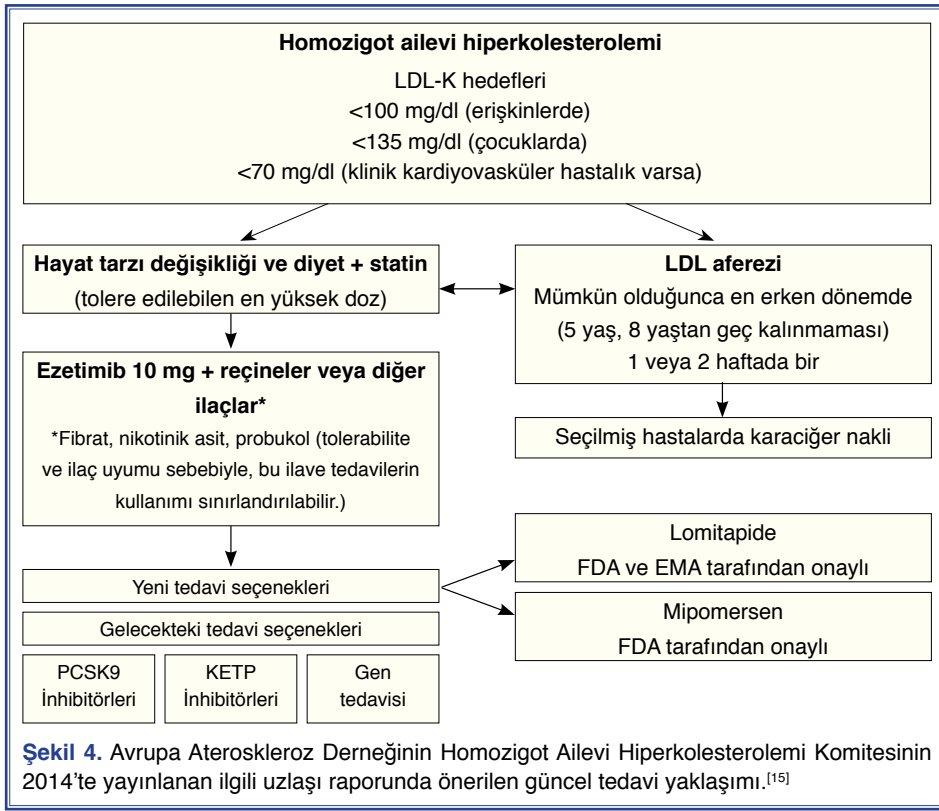 Homozigot ailevi hiperkolesterolemi
LDL-K hedefleri
<100 mg/dl (erişkinlerde)
<135 mg/dl (çocuklarda)
<70 mg/dl (klinik kardiyovasküler hastalık varsa)
Hayat tarzı değişikliği ve diyet + statin
(tolere edilebilen en yüksek doz)
LDL aferezi
Mümkün olduğunca en erken dönemde
(5 yaş, 8 yaştan geç kalınmaması)
1 veya 2 haftada bir
Ezetimib 10 mg + reçineler veya diğer
ilaçlar*
*Fibrat, nikotinik asit, probukol (tolerabilite
ve ilaç uyumu sebebiyle, bu ilave tedavilerin
kullanımı sınırlandırılabilir.)
Seçilmiş hastalarda karaciğer nakli
Yeni tedavi seçenekleri
Lomitapide
FDA ve EMA tarafından onaylı
Mipomersen
FDA tarafından onaylı
Gelecekteki tedavi seçenekleri
PCSK9
İnhibitörleri
KETP
İnhibitörleri
Gen
tedavisi
Şekil 4. Avrupa Ateroskleroz Derneğinin Homozigot Ailevi Hiperkolesterolemi Komitesinin
2014’te yayınlanan ilgili uzlaşı raporunda önerilen güncel tedavi yaklaşımı.[15]